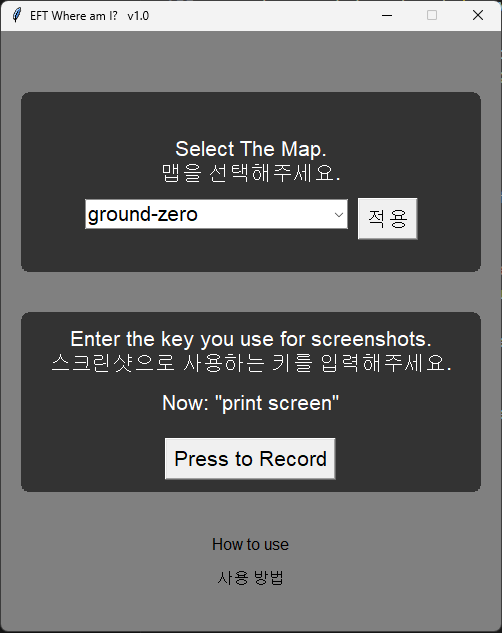 EFT Where am I?   v1.0
Select The Map.
맵을 선택해주세요.
ground-zero
적용
Enter the key you use for screenshots.
스크린샷으로 사용하는 키를 입력해주세요.
Now: "print screen"
Press to Record
How to use
사용 방법